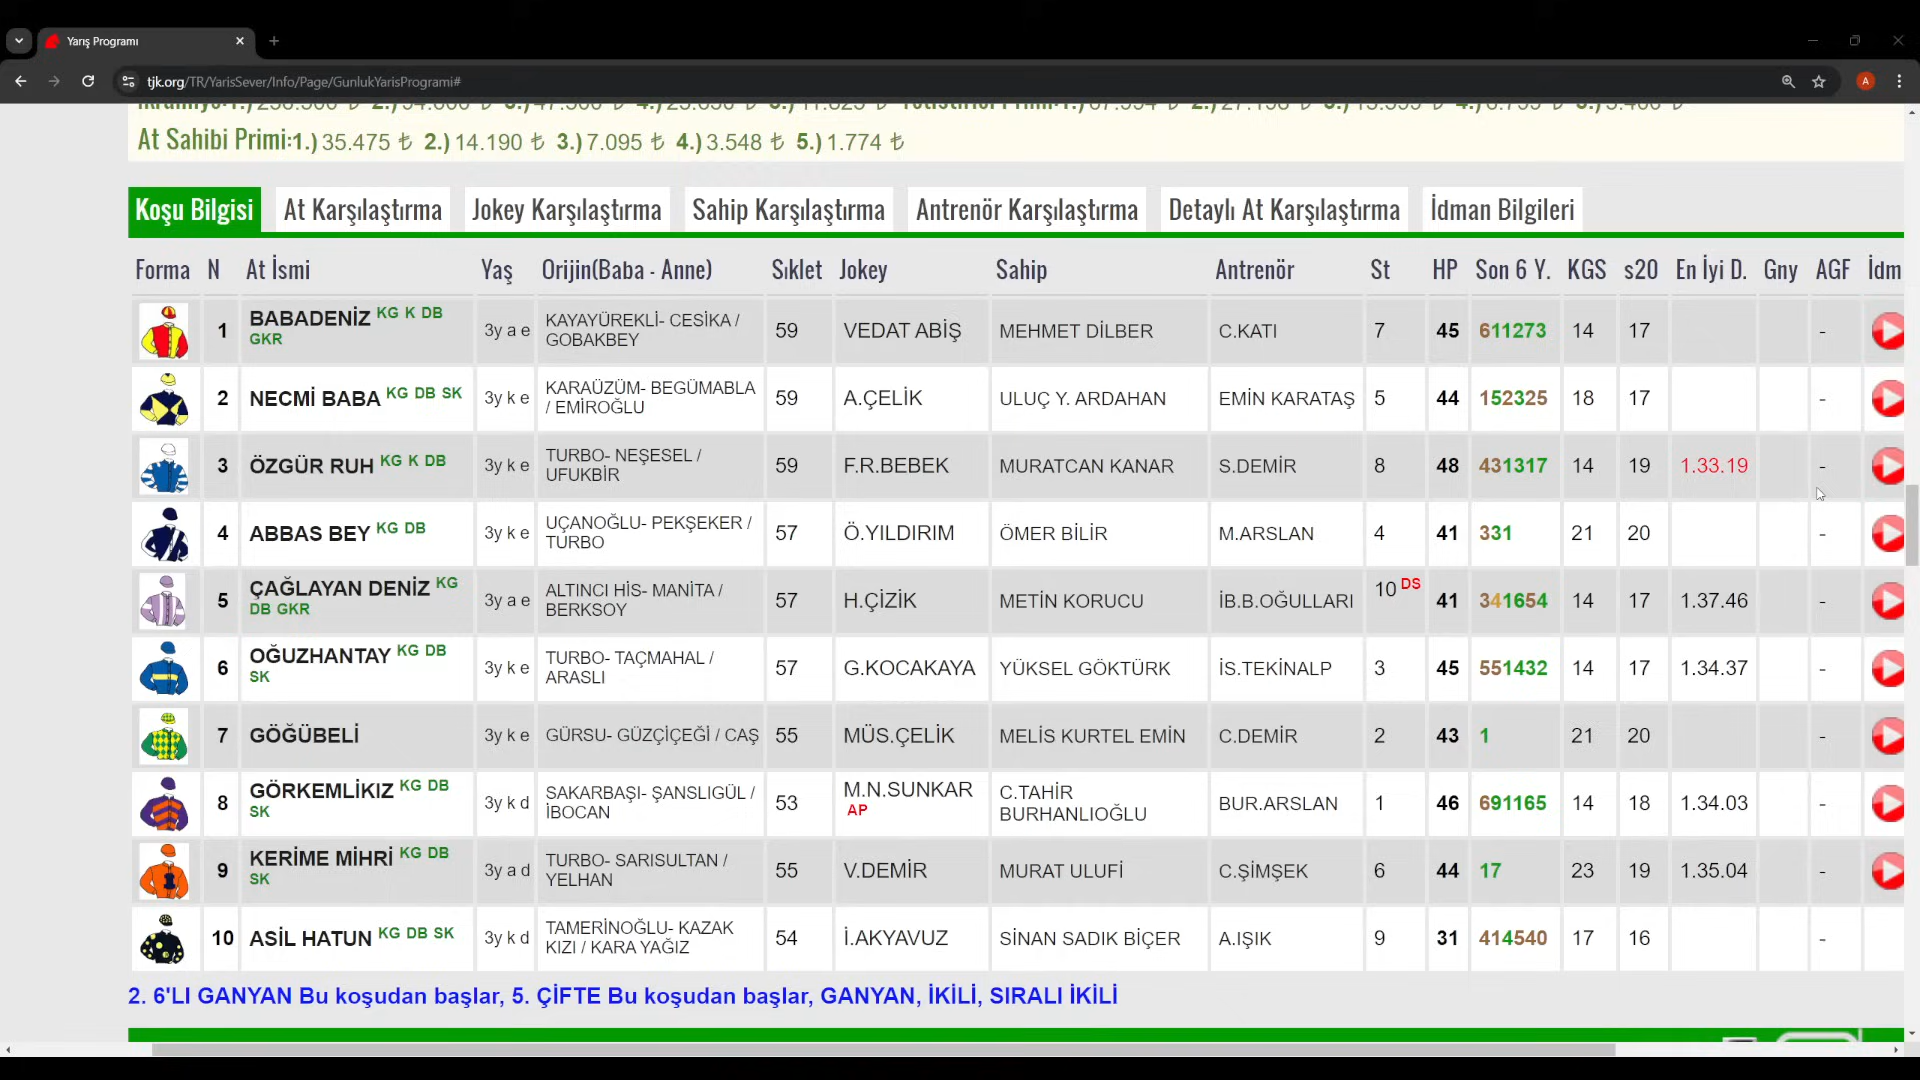 Yarış Programı
tjk.org/TR/YarisSever/Info/Page/GunlukYarisProgrami#
A
At Sahibi Primi:1.) 35.475 ₺ 2.) 14.190 ₺ 3.) 7.095 ₺ 4.) 3.548 ₺ 5.) 1.774 ₺
Koşu Bilgisi At Karşılaştırma Jokey Karşılaştırma Sahip Karşılaştırma Antrenör Karşılaştırma Detaylı At Karşılaştırma İdman Bilgileri
Forma N At İsmi Yaş Orijin(Baba - Anne) Sıklet Jokey Sahip Antrenör St HP Son 6 Y. KGS s20 En İyi D. Gny AGF İdm
1 BABADENİZ KG K DB GKR 3y a e KAYAYÜREKLİ- CESİKA / GOBAKBEY 59 VEDAT ABİŞ MEHMET DİLBER C.KATI 7 45 611273 14 17 -
2 NECMİ BABA KG DB SK 3y k e KARAÜZÜM- BEGÜMABLA / EMİROĞLU 59 A.ÇELİK ULUÇ Y. ARDAHAN EMİN KARATAŞ 5 44 152325 18 17 -
3 ÖZGÜR RUH KG K DB 3y k e TURBO- NEŞESEL / UFUKBİR 59 F.R.BEBEK MURATCAN KANAR S.DEMİR 8 48 431317 14 19 1.33.19 -
4 ABBAS BEY KG DB 3y k e UÇANOĞLU- PEKŞEKER / TURBO 57 Ö.YILDIRIM ÖMER BİLİR M.ARSLAN 4 41 331 21 20 -
5 ÇAĞLAYAN DENİZ KG DB GKR 3y a e ALTINCI HİS- MANİTA / BERKSOY 57 H.ÇİZİK METİN KORUCU İB.B.OĞULLARI 10 DS 41 341654 14 17 1.37.46 -
6 OĞUZHANTAY KG DB SK 3y k e TURBO- TAÇMAHAL / ARASLI 57 G.KOCAKAYA YÜKSEL GÖKTÜRK İS.TEKİNALP 3 45 551432 14 17 1.34.37 -
7 GÖĞÜBELİ 3y k e GÜRSU- GÜZÇİÇEĞİ / CAŞ 55 MÜS.ÇELİK MELİS KURTEL EMİN C.DEMİR 2 43 1 21 20 -
8 GÖRKEMLİKIZ KG DB SK 3y k d SAKARBAŞI- ŞANSLIGÜL / İBOCAN 53 M.N.SUNKAR AP C.TAHİR BURHANLIOĞLU BUR.ARSLAN 1 46 691165 14 18 1.34.03 -
9 KERİME MİHRİ KG DB SK 3y a d TURBO- SARISULTAN / YELHAN 55 V.DEMİR MURAT ULUFİ C.ŞİMŞEK 6 44 17 23 19 1.35.04 -
10 ASİL HATUN KG DB SK 3y k d TAMERİNOĞLU- KAZAK KIZI / KARA YAĞIZ 54 İ.AKYAVUZ SİNAN SADIK BİÇER A.IŞIK 9 31 414540 17 16 -
2. 6'LI GANYAN Bu koşudan başlar, 5. ÇİFTE Bu koşudan başlar, GANYAN, İKİLİ, SIRALI İKİLİ